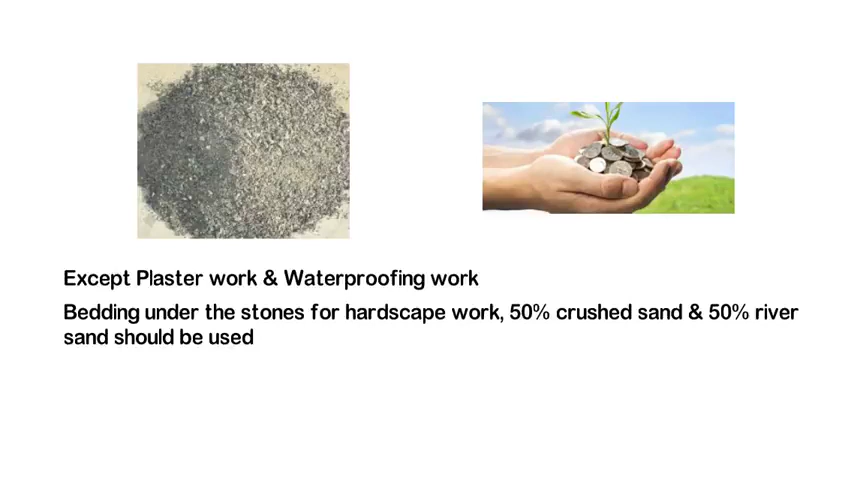 Except Plaster work & Waterproofing work
Bedding under the stones for hardscape work, 50% crushed sand & 50% river
sand should be used